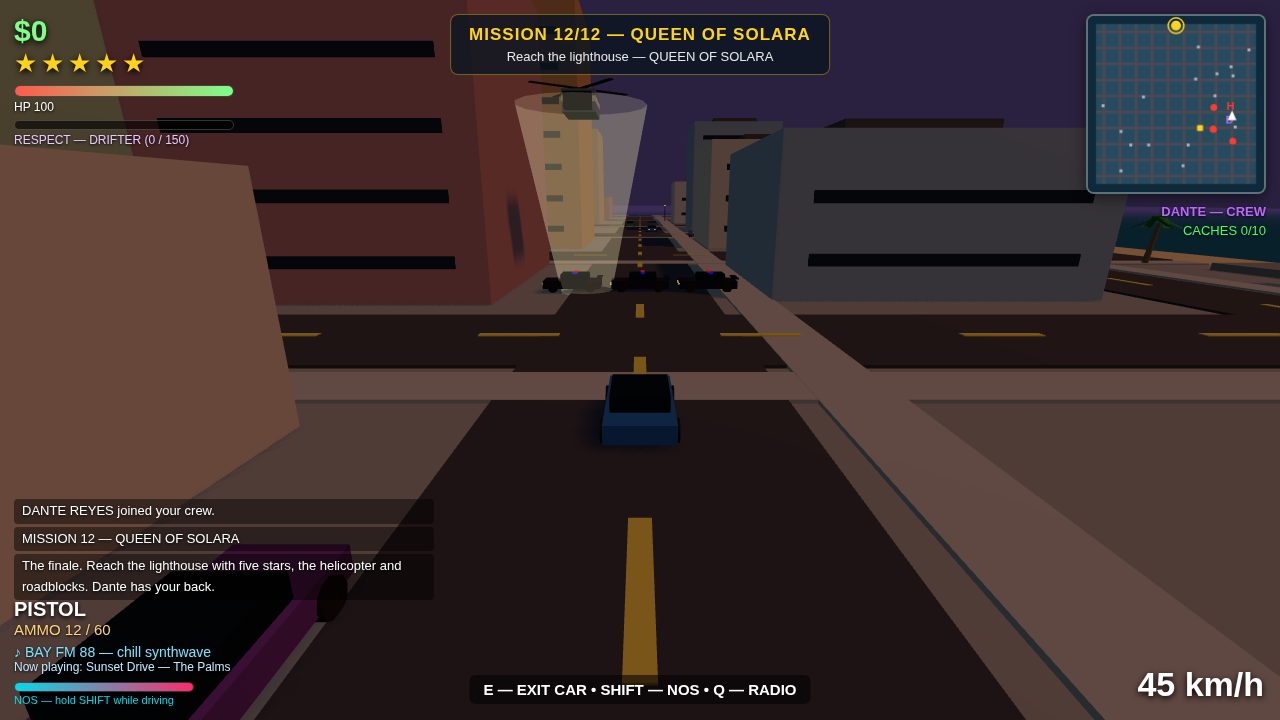 $0
★ ★ ★ ★ ★
HP 100
RESPECT — DRIFTER (0 / 150)
MISSION 12/12 — QUEEN OF SOLARA
Reach the lighthouse — QUEEN OF SOLARA
H
DANTE — CREW
CACHES 0/10
DANTE REYES joined your crew.
MISSION 12 — QUEEN OF SOLARA
The finale. Reach the lighthouse with five stars, the helicopter and
roadblocks. Dante has your back.
PISTOL
AMMO 12 / 60
♪ BAY FM 88 — chill synthwave
Now playing: Sunset Drive — The Palms
NOS — hold SHIFT while driving
E — EXIT CAR • SHIFT — NOS • Q — RADIO
45 km/h